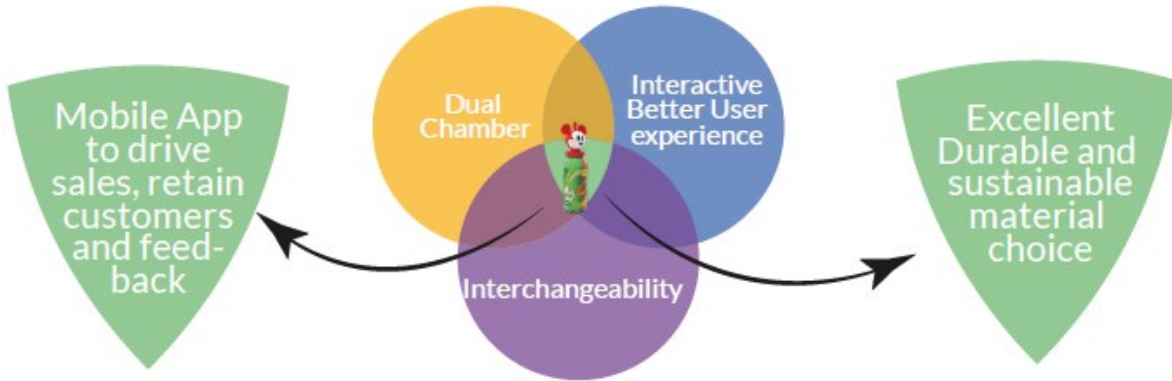 Mobile App
to drive
sales, retain
customers
and feed-
back
Dual
Chamber
Interactive
Better User
experience
Interchangeability
Excellent
Durable and
sustainable
material
choice